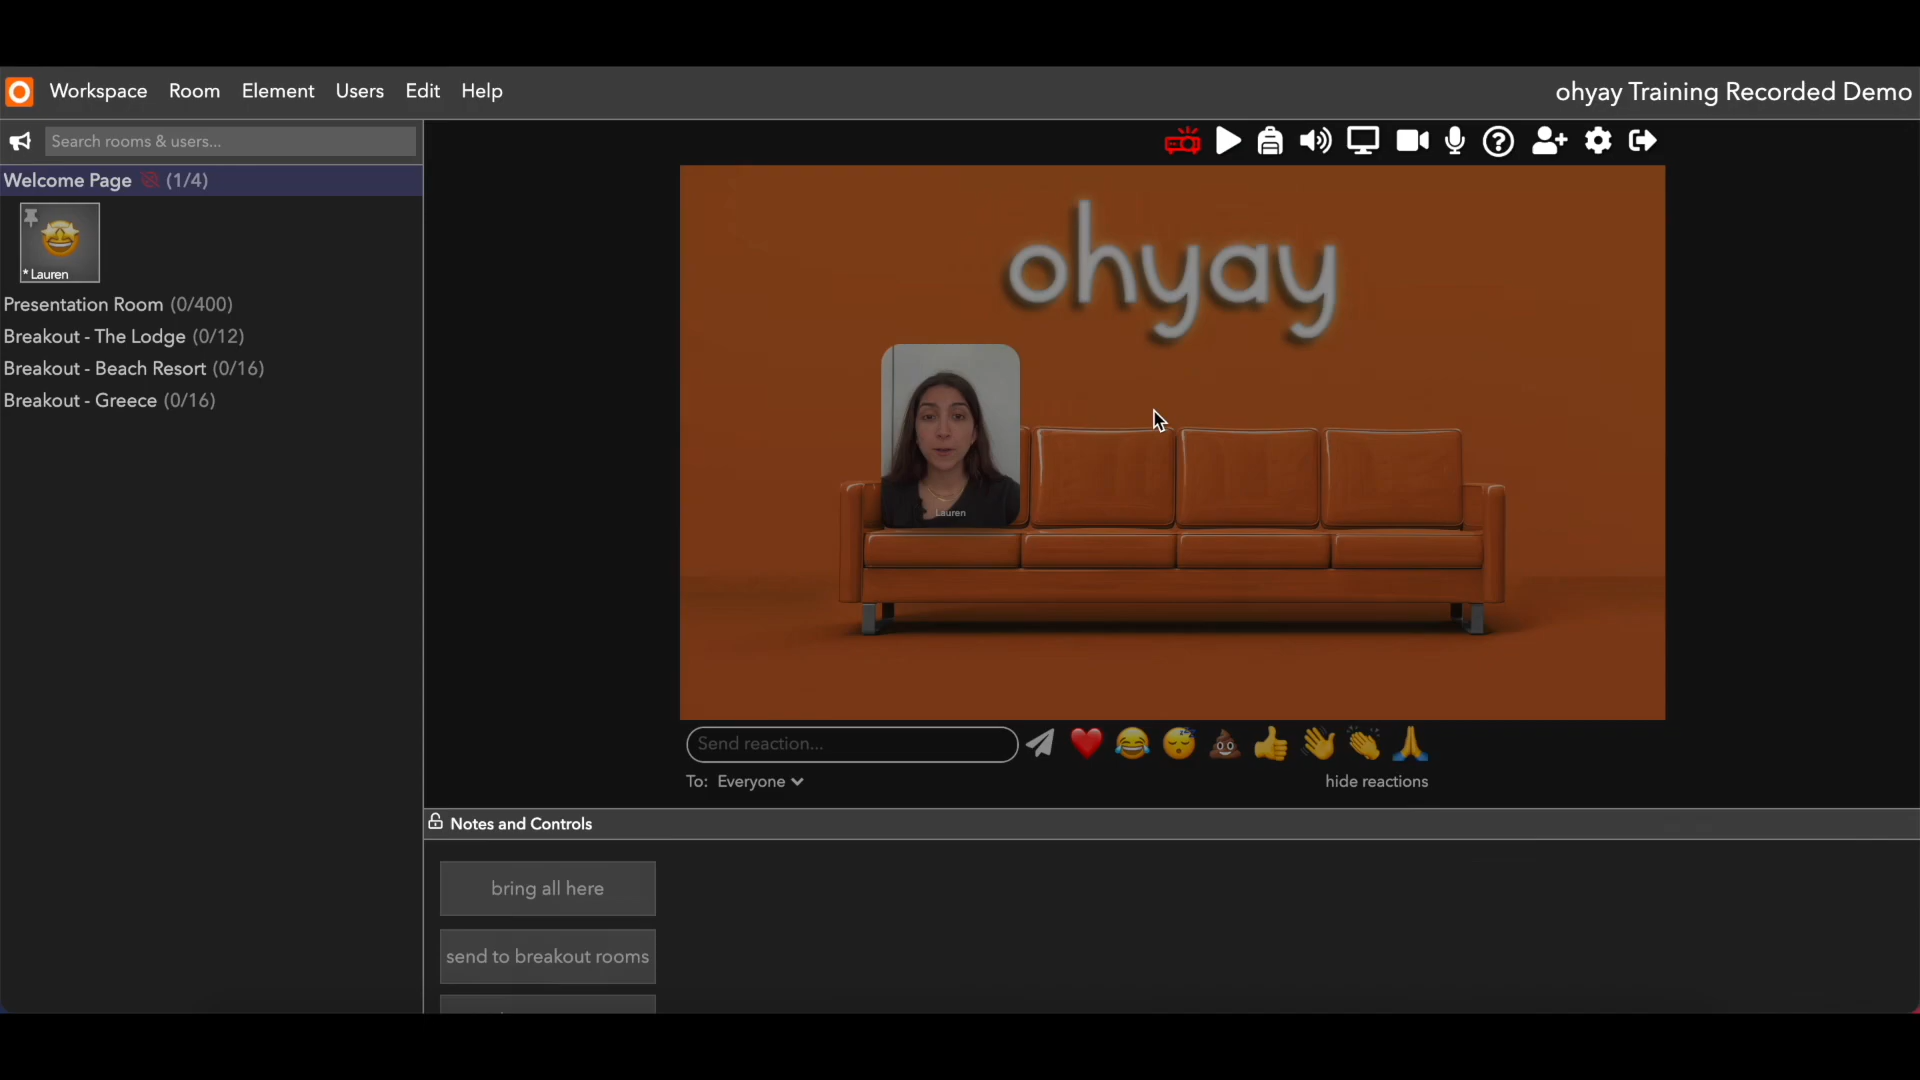 Workspace Room Element Users Edit Help
ohyay Training Recorded Demo
Search rooms & users...
Welcome Page (1/4)
* Lauren
Presentation Room (0/400)
Breakout - The Lodge (0/12)
Breakout - Beach Resort (0/16)
Breakout - Greece (0/16)
ohyay
Lauren
Send reaction...
To: Everyone
hide reactions
Notes and Controls
bring all here
send to breakout rooms